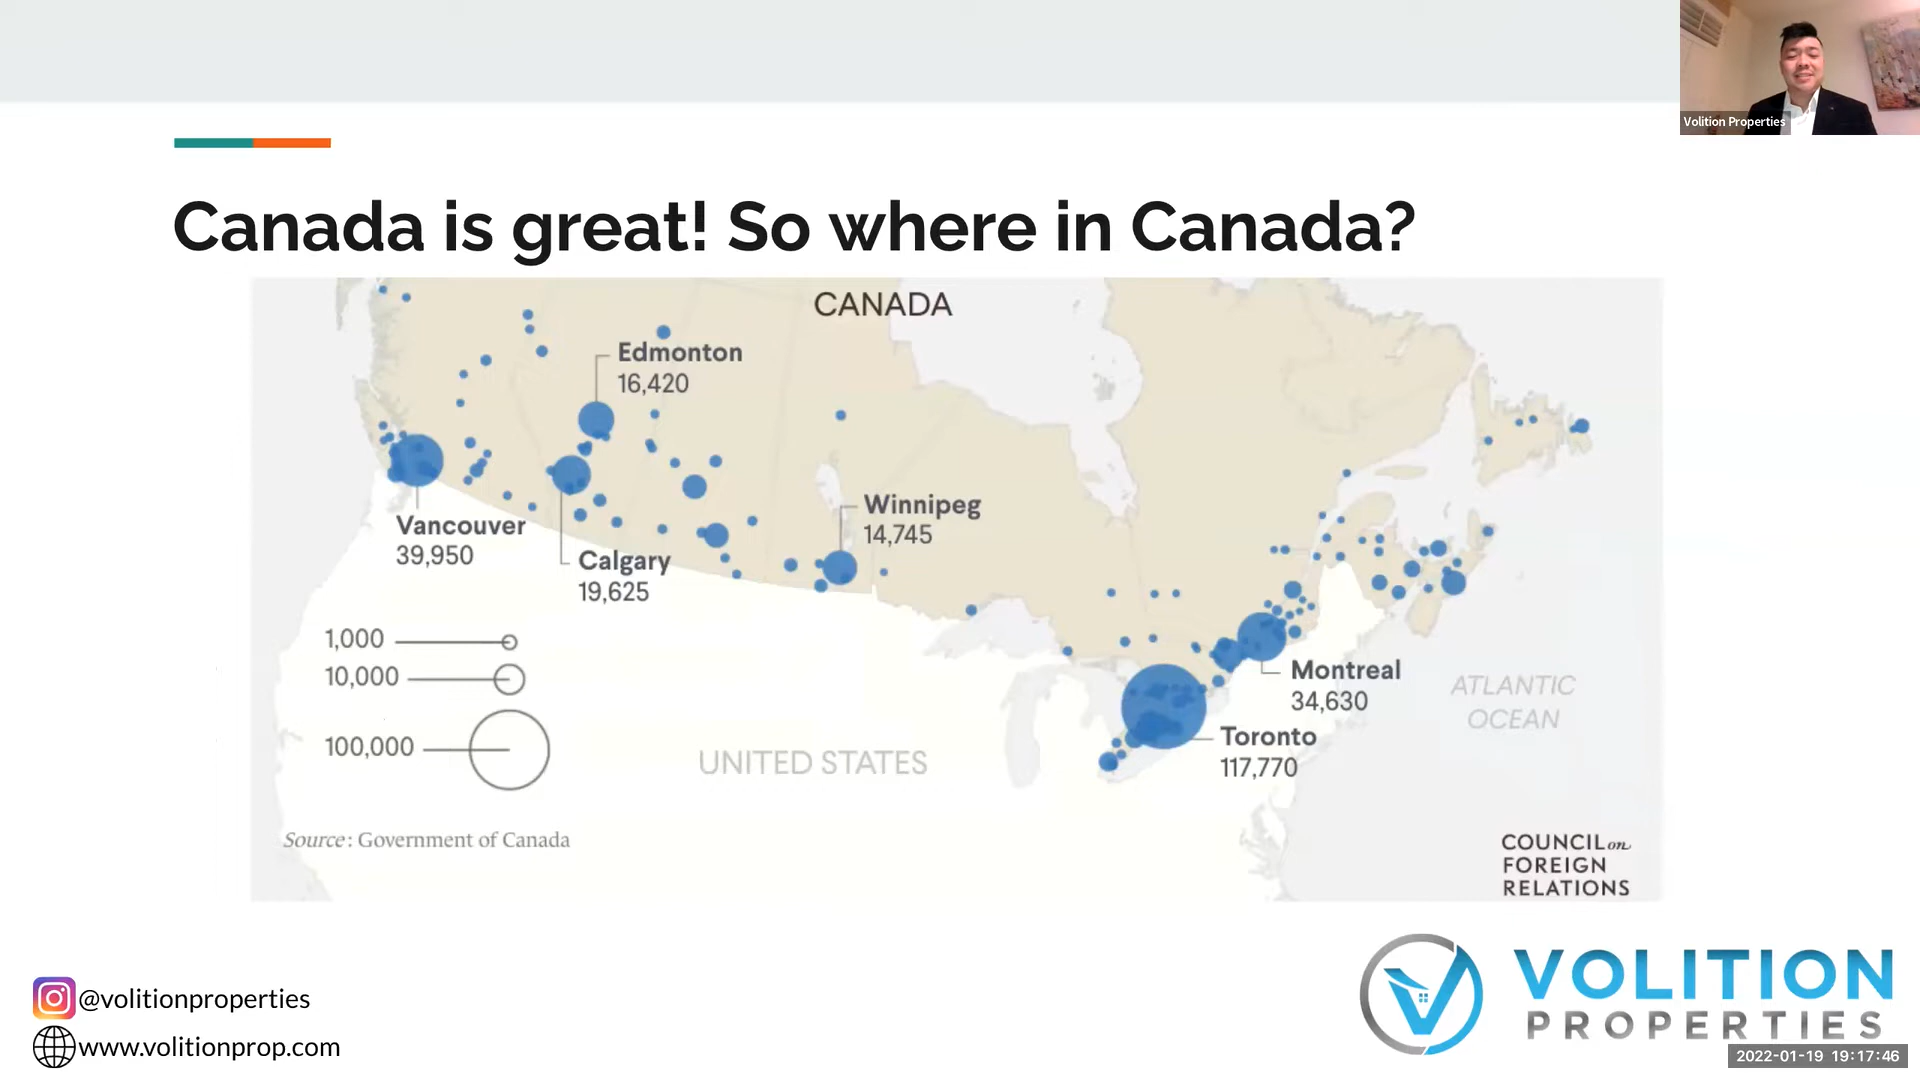 Volition Properties
Canada is great! So where in Canada?
CANADA
Edmonton
16,420
Winnipeg
14,745
Vancouver
39,950
Calgary
19,625
1,000
10,000
100,000
Montreal
34,630
Toronto
117,770
ATLANTIC
OCEAN
UNITED STATES
Source: Government of Canada
COUNCIL on
FOREIGN
RELATIONS
@volitionproperties
www.volitionprop.com
VOLITION
PROPERTIES
2022-01-19 19:17:46